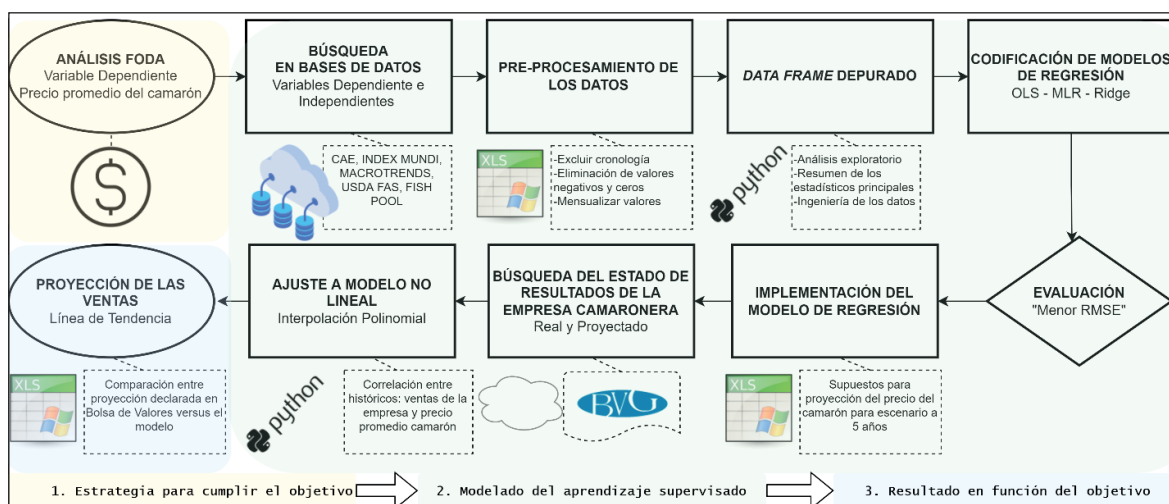 ANÁLISIS FODA
Variable Dependiente
Precio promedio del camarón
BÚSQUEDA
EN BASES DE DATOS
Variables Dependiente e
Independientes
PRE-PROCESAMIENTO DE
LOS DATOS
DATA FRAME DEPURADO
CODIFICACIÓN DE MODELOS
DE REGRESIÓN
OLS - MLR - Ridge
CAE, INDEX MUNDI,
MACROTRENDS,
USDA FAS, FISH
POOL
XLS
-Excluir cronología
-Eliminación de valores
negativos y ceros
-Mensualizar valores
python
-Análisis exploratorio
-Resumen de los
estadísticos principales
-Ingeniería de los datos
PROYECCIÓN DE LAS
VENTAS
Línea de Tendencia
AJUSTE A MODELO NO
LINEAL
Interpolación Polinomial
BÚSQUEDA DEL ESTADO DE
RESULTADOS DE LA
EMPRESA CAMARONERA
Real y Proyectado
IMPLEMENTACIÓN DEL
MODELO DE REGRESIÓN
EVALUACIÓN
"Menor RMSE"
XLS
Comparación entre
proyección declarada en
Bolsa de Valores versus el
modelo
python
Correlación entre
históricos: ventas de la
empresa y precio
promedio camarón
BVG
XLS
Supuestos para
proyección del precio del
camarón para escenario a
5 años
1. Estrategia para cumplir el objetivo
2. Modelado del aprendizaje supervisado
3. Resultado en función del objetivo